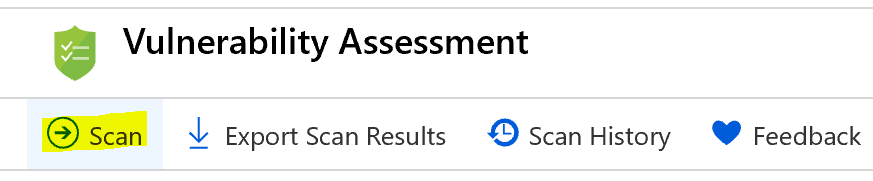 Vulnerability Assessment
Scan Export Scan Results Scan History Feedback